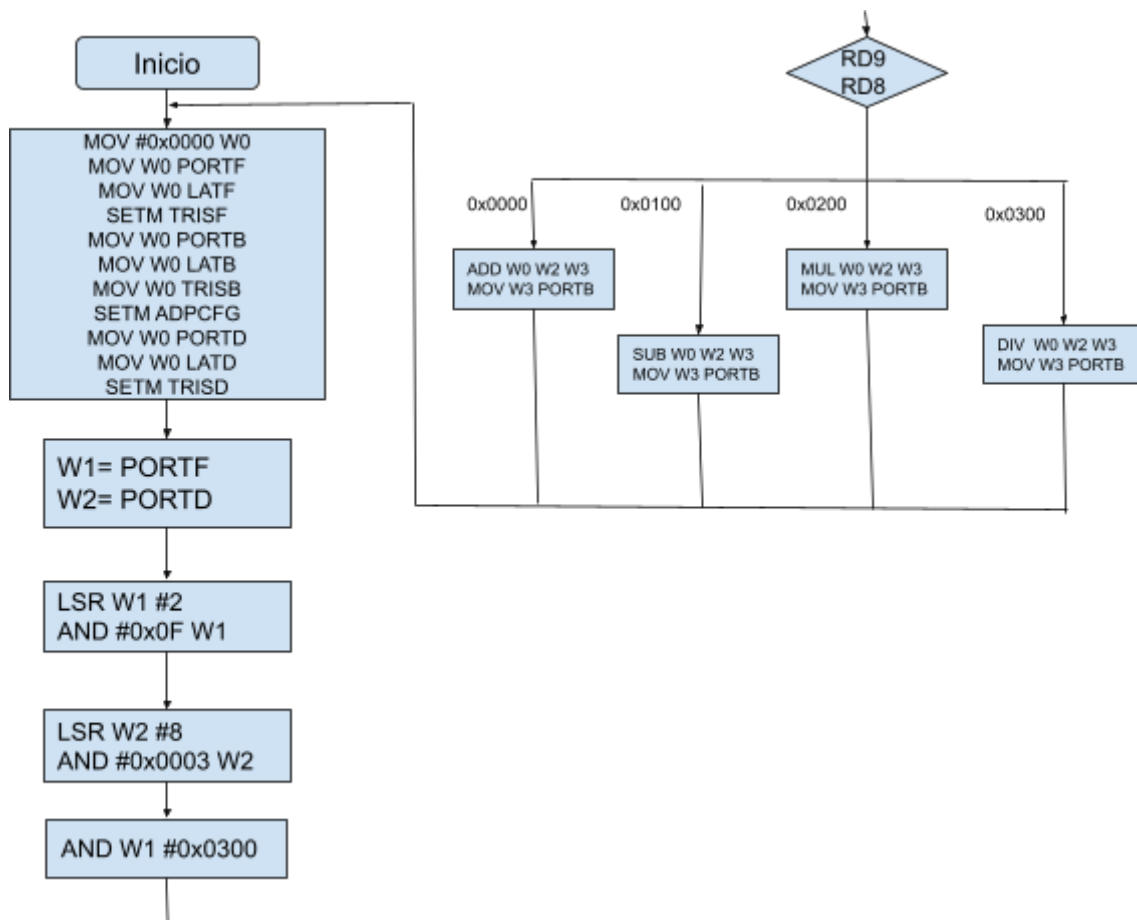 Inicio
MOV #0x0000 W0
MOV W0 PORTF
MOV W0 LATF
SETM TRISF
MOV W0 PORTB
MOV W0 LATB
MOV W0 TRISB
SETM ADPCFG
MOV W0 PORTD
MOV W0 LATD
SETM TRISD
W1= PORTF
W2= PORTD
LSR W1 #2
AND #0x0F W1
LSR W2 #8
AND #0x0003 W2
AND W1 #0x0300
RD9
RD8
0x0000
0x0100
0x0200
0x0300
ADD W0 W2 W3
MOV W3 PORTB
SUB W0 W2 W3
MOV W3 PORTB
MUL W0 W2 W3
MOV W3 PORTB
DIV W0 W2 W3
MOV W3 PORTB